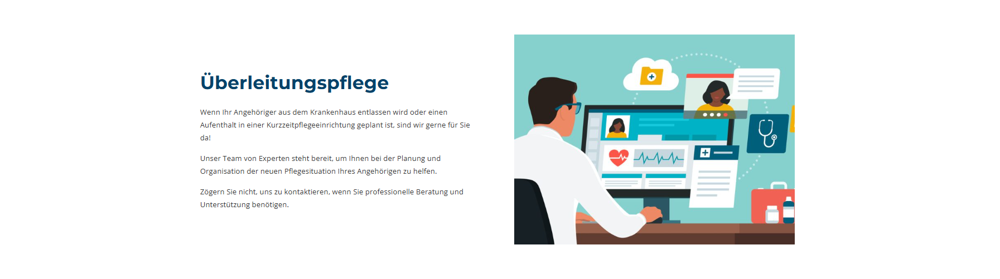 Überleitungspflege
Wenn Ihr Angehöriger aus dem Krankenhaus entlassen wird oder einen
Aufenthalt in einer Kurzzeitpflegeeinrichtung geplant ist, sind wir gerne für Sie
da!
Unser Team von Experten steht bereit, um Ihnen bei der Planung und
Organisation der neuen Pflegesituation Ihres Angehörigen zu helfen.
Zögern Sie nicht, uns zu kontaktieren, wenn Sie professionelle Beratung und
Unterstützung benötigen.